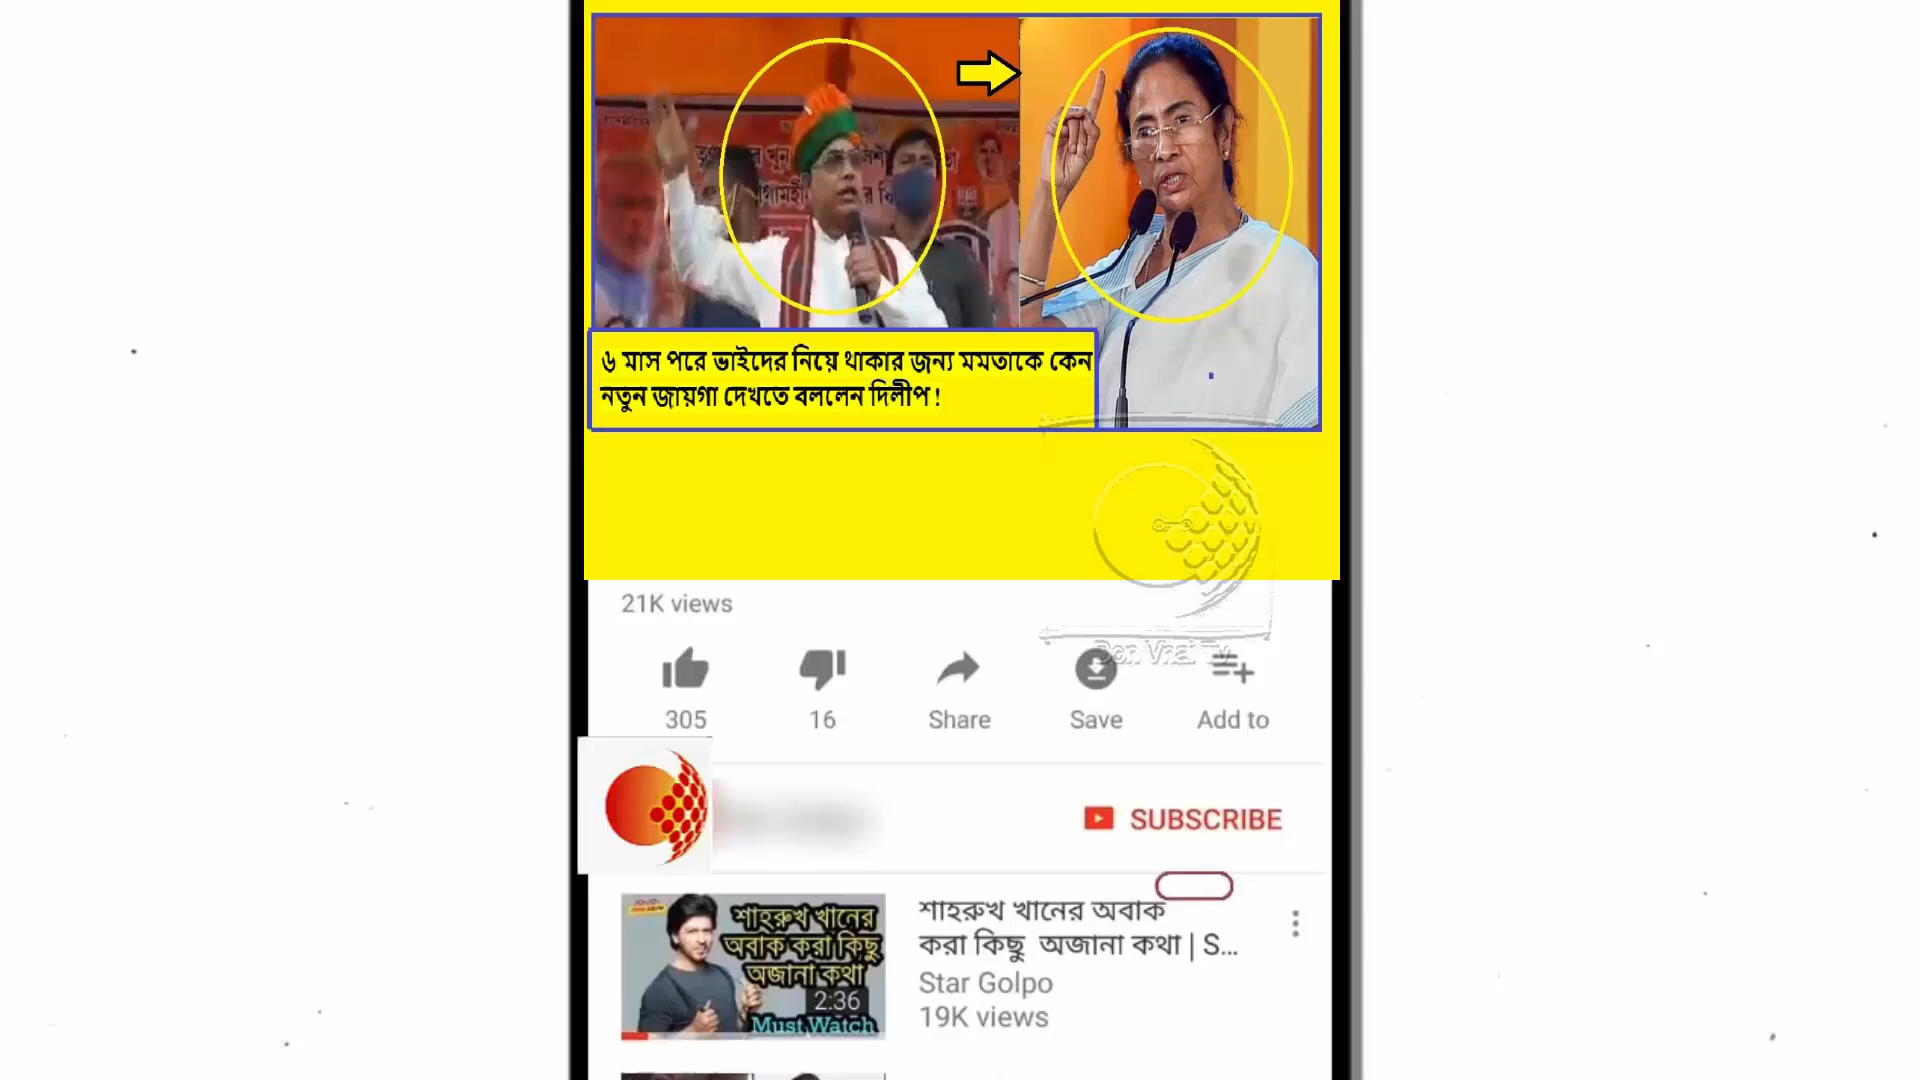 ৬ মাস পরে ভাইদের নিয়ে থাকার জন্য মমতাকে কেন
নতুন জায়গা দেখতে বললেন দিলীপ!
21K views
305
16
Share
Save
Add to
SUBSCRIBE
শাহরুখ খানের
অবাক করা কিছু
অজানা কথা
2:36
Must Watch
শাহরুখ খানের অবাক
করা কিছু অজানা কথা | S...
Star Golpo
19K views